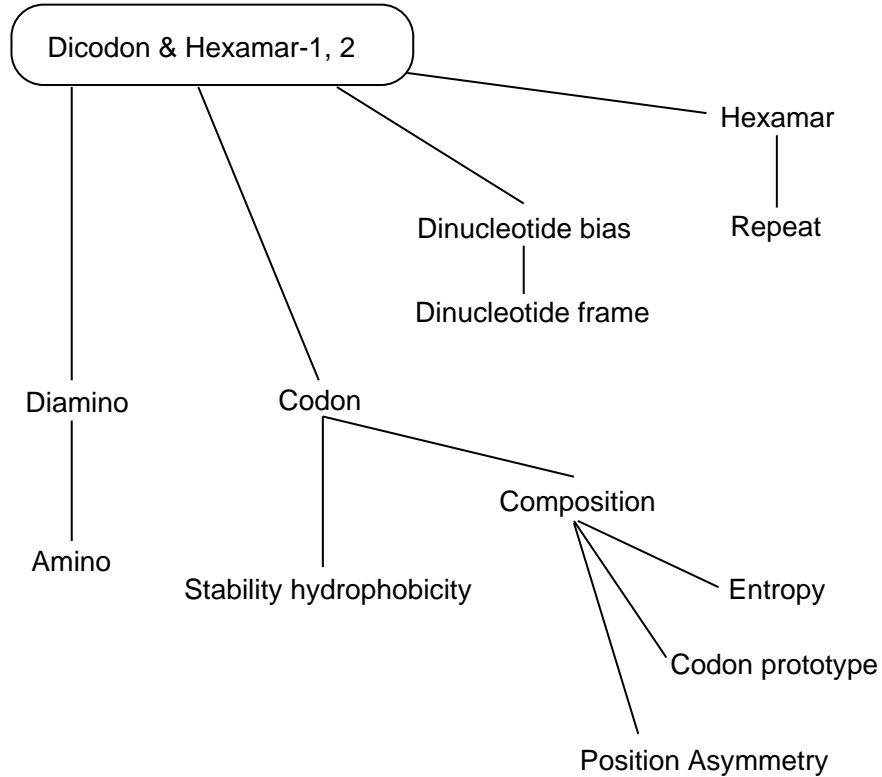 Dicodon & Hexamar-1, 2
Hexamar
Dinucleotide bias
Repeat
Dinucleotide frame
Diamino
Codon
Composition
Amino
Stability hydrophobicity
Entropy
Codon prototype
Position Asymmetry